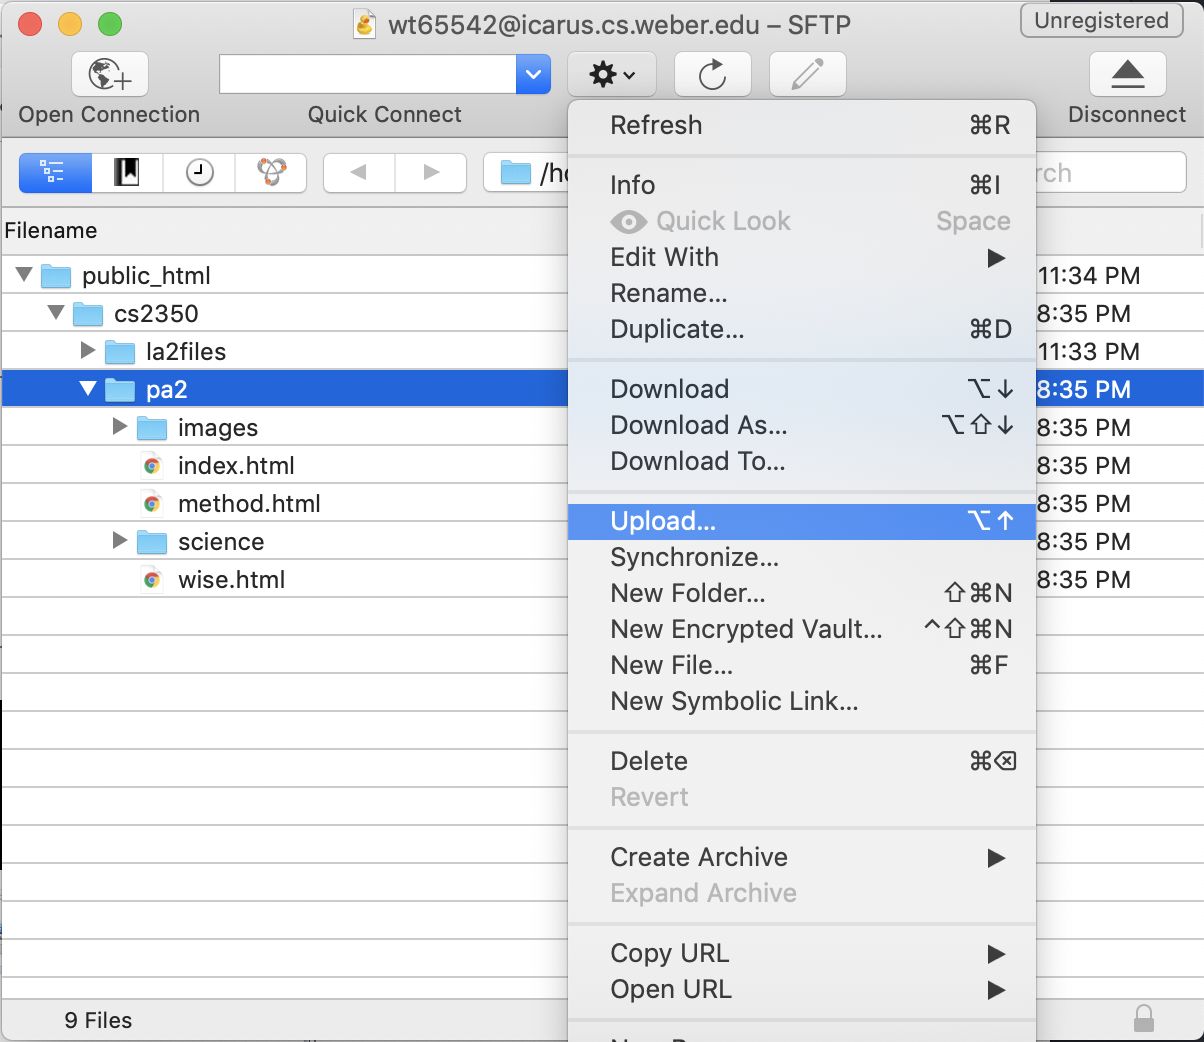 wt65542@icarus.cs.weber.edu – SFTP
Unregistered
Open Connection
Quick Connect
Disconnect
/ho
rch
Filename
public_html 11:34 PM
cs2350 8:35 PM
la2files 11:33 PM
pa2 8:35 PM
images 8:35 PM
index.html 8:35 PM
method.html 8:35 PM
science 8:35 PM
wise.html 8:35 PM
9 Files
Refresh ⌘R
Info ⌘I
Quick Look Space
Edit With ▶
Rename...
Duplicate... ⌘D
Download ⌥↓
Download As... ⌥⇧↓
Download To...
Upload... ⌥↑
Synchronize...
New Folder... ⇧⌘N
New Encrypted Vault... ^⇧⌘N
New File... ⌘F
New Symbolic Link...
Delete ⌘⌫
Revert
Create Archive ▶
Expand Archive
Copy URL ▶
Open URL ▶